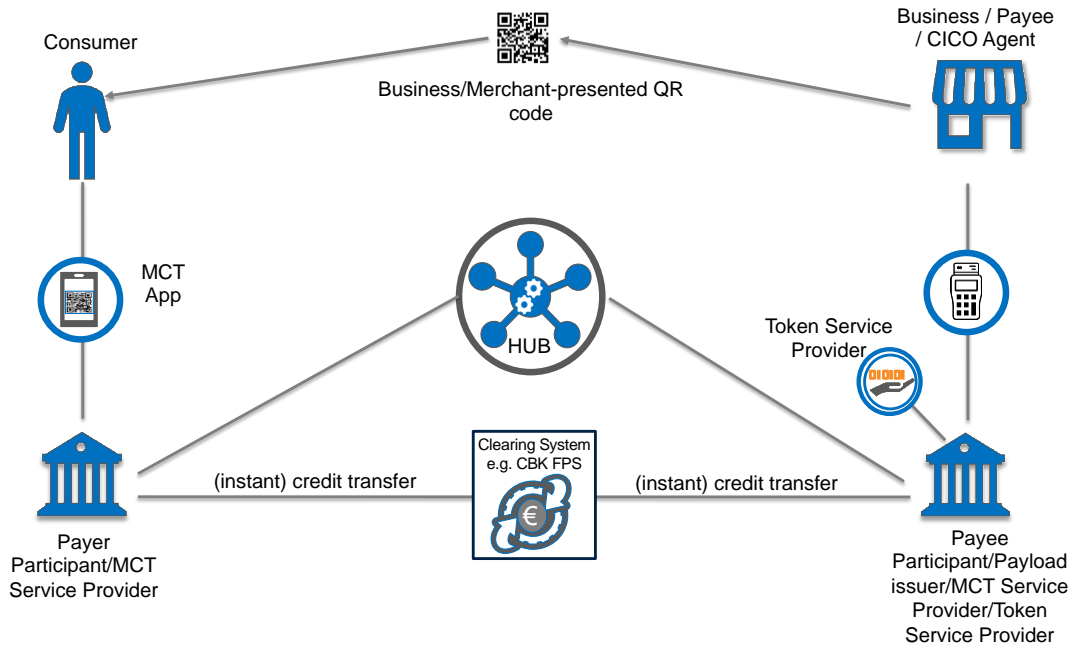 Consumer
Business / Payee
/ CICO Agent
Business/Merchant-presented QR
code
MCT
App
HUB
Token Service
Provider
Clearing System
e.g. CBK FPS
(instant) credit transfer
(instant) credit transfer
€
Payer
Participant/MCT
Service Provider
Payee
Participant/Payload
issuer/MCT Service
Provider/Token
Service Provider